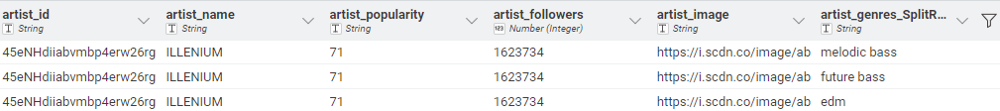 artist_id artist_name artist_popularity artist_followers artist_image artist_genres_SplitR...
T String T String T String 123 Number (Integer) T String T String
45eNHdiiabvmbp4erw26rg ILLENIUM 71 1623734 https://i.scdn.co/image/ab melodic bass
45eNHdiiabvmbp4erw26rg ILLENIUM 71 1623734 https://i.scdn.co/image/ab future bass
45eNHdiiabvmbp4erw26rg ILLENIUM 71 1623734 https://i.scdn.co/image/ab edm